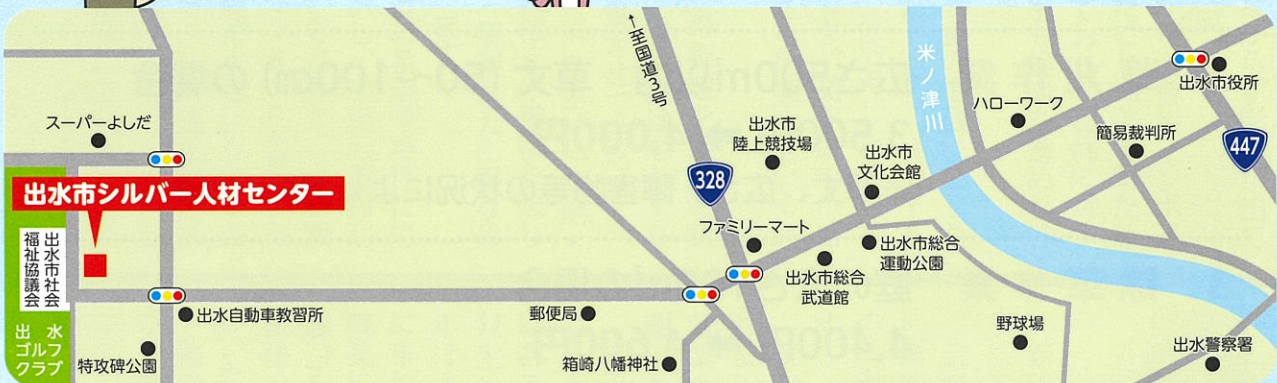 ↑至国道3号
米ノ津川
出水市役所
ハローワーク
スーパーよしだ
出水市
陸上競技場
簡易裁判所
出水市
文化会館
447
328
出水市シルバー人材センター
ファミリーマート
出水市社会
福祉協議会
出水市総合
運動公園
出水市総合
武道館
出水自動車教習所
郵便局
野球場
出水
ゴルフ
クラブ
特攻碑公園
箱崎八幡神社
出水警察署